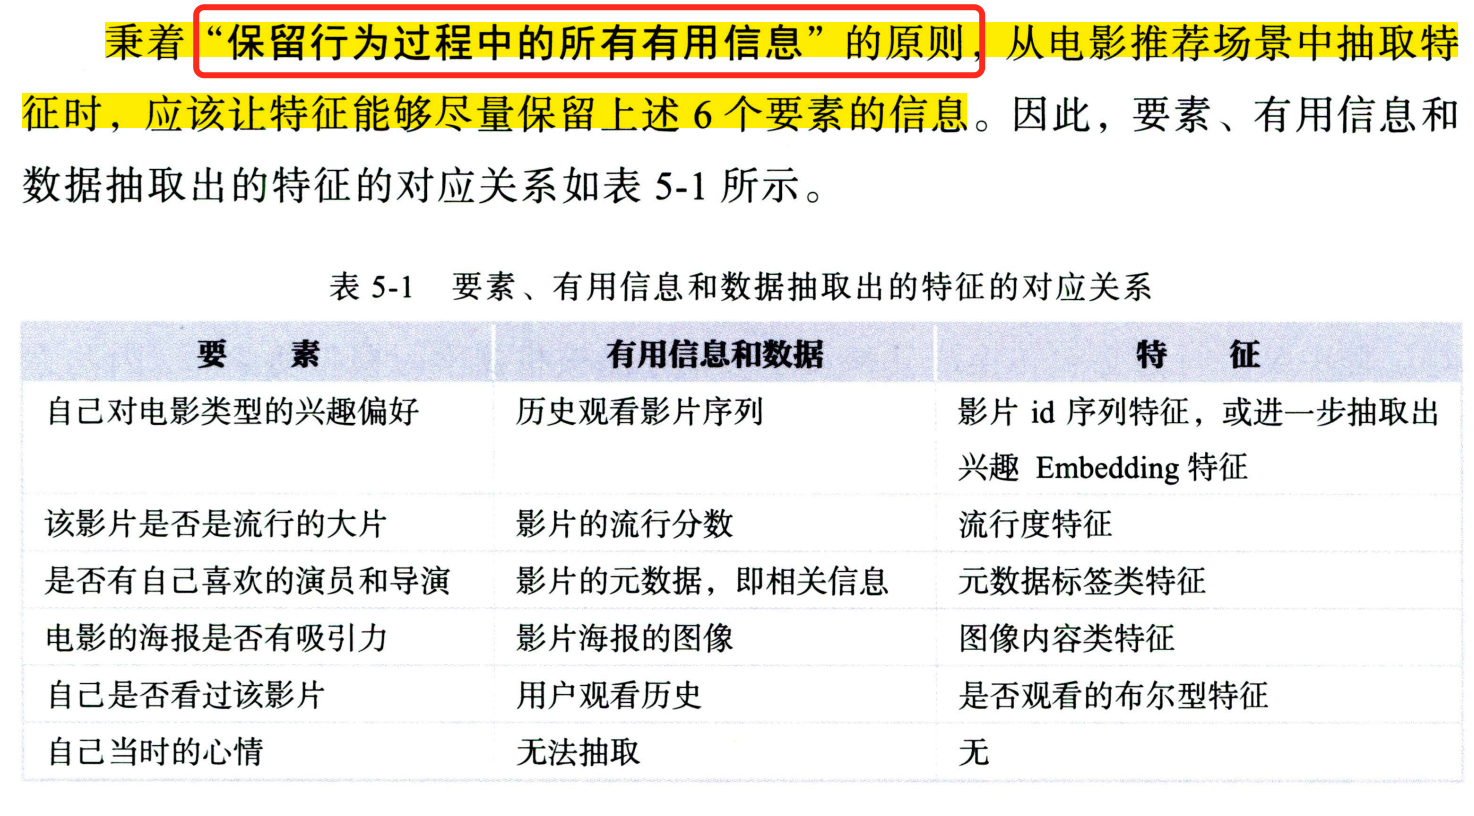 秉着“保留行为过程中的所有有用信息”的原则，从电影推荐场景中抽取特
征时，应该让特征能够尽量保留上述 6 个要素的信息。因此，要素、有用信息和
数据抽取出的特征的对应关系如表 5-1 所示。
表 5-1 要素、有用信息和数据抽取出的特征的对应关系
要 素 有用信息和数据 特 征
自己对电影类型的兴趣偏好 历史观看影片序列 影片 id 序列特征，或进一步抽取出
兴趣 Embedding 特征
该影片是否是流行的大片 影片的流行分数 流行度特征
是否有自己喜欢的演员和导演 影片的元数据，即相关信息 元数据标签类特征
电影的海报是否有吸引力 影片海报的图像 图像内容类特征
自己是否看过该影片 用户观看历史 是否观看的布尔型特征
自己当时的心情 无法抽取 无